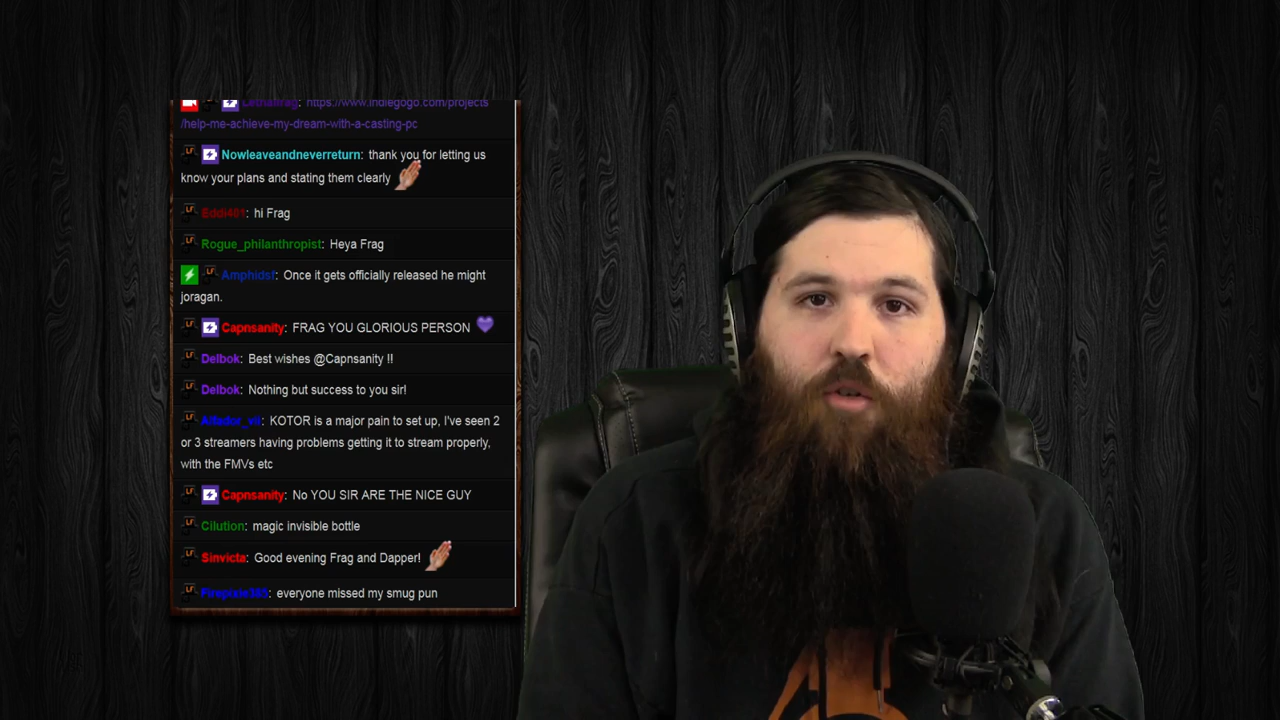 Lethalfrag: https://www.indiegogo.com/projects
/help-me-achieve-my-dream-with-a-casting-pc
Nowleaveandneverreturn: thank you for letting us
know your plans and stating them clearly
Eddi401: hi Frag
Rogue_philanthropist: Heya Frag
Amphidsf: Once it gets officially released he might
joragan.
Capnsanity: FRAG YOU GLORIOUS PERSON
Delbok: Best wishes @Capnsanity !!
Delbok: Nothing but success to you sir!
KOTOR is a major pain to set up, I've seen 2
or 3 streamers having problems getting it to stream properly,
with the FMVs etc
Capnsanity: No YOU SIR ARE THE NICE GUY
Cilution: magic invisible bottle
Sinvicta: Good evening Frag and Dapper!
everyone missed my smug pun